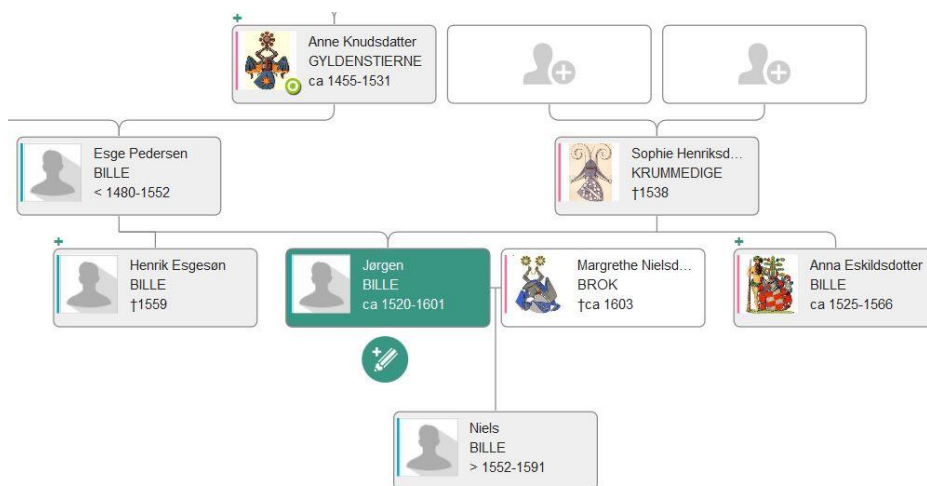 Anne Knudsdatter
GYLDENSTIERNE
ca 1455-1531
Esge Pedersen
BILLE
< 1480-1552
Sophie Henriksd...
KRUMMEDIGE
†1538
Henrik Esgesøn
BILLE
†1559
Jørgen
BILLE
ca 1520-1601
Margrethe Nielsd...
BROK
†ca 1603
Anna Eskildsdotter
BILLE
ca 1525-1566
Niels
BILLE
> 1552-1591